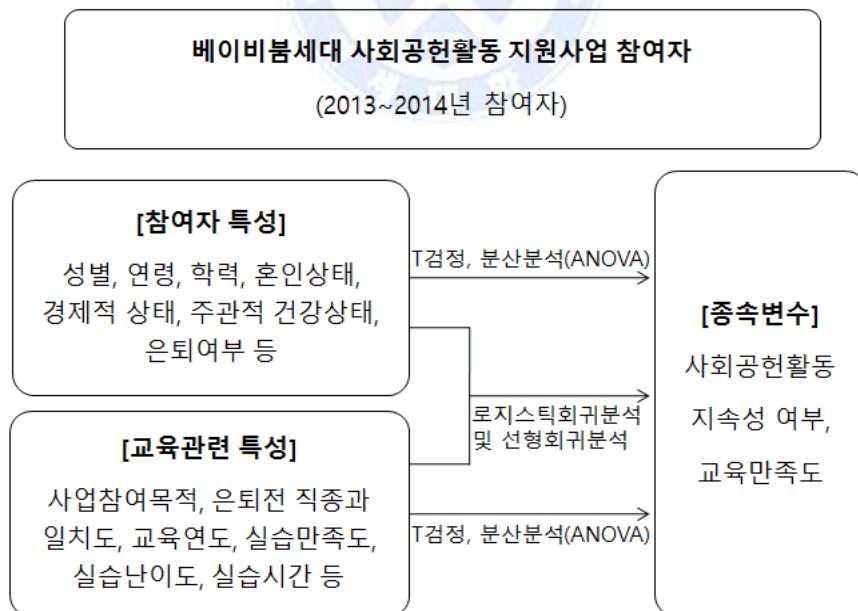 베이비붐세대 사회공헌활동 지원사업 참여자
(2013~2014년 참여자)
[참여자 특성]
성별, 연령, 학력, 혼인상태,
경제적 상태, 주관적 건강상태,
은퇴여부 등
T검정, 분산분석(ANOVA)
로지스틱회귀분석
및 선형회귀분석
[교육관련 특성]
사업참여목적, 은퇴전 직종과
일치도, 교육연도, 실습만족도,
실습난이도, 실습시간 등
T검정, 분산분석(ANOVA)
[종속변수]
사회공헌활동
지속성 여부,
교육만족도